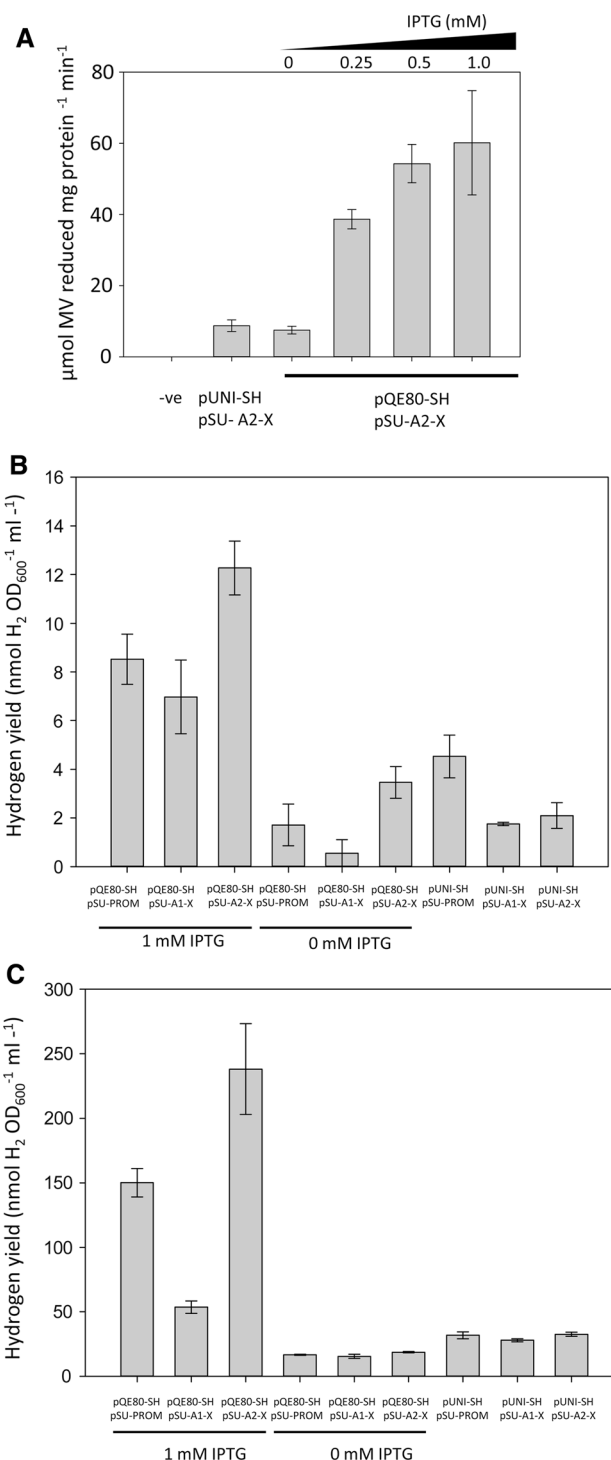 A
IPTG (mM)
0 0.25 0.5 1.0
µmol MV reduced mg protein -1 min-1
80
60
40
20
0
-ve pUNI-SH pQE80-SH
pSU- A2-X pSU-A2-X
B
Hydrogen yield (nmol H2 OD600-1 ml -1)
16
14
12
10
8
6
4
2
0
pQE80-SH pQE80-SH pQE80-SH pQE80-SH pQE80-SH pQE80-SH pUNI-SH pUNI-SH pUNI-SH
pSU-PROM pSU-A1-X pSU-A2-X pSU-PROM pSU-A1-X pSU-A2-X pSU-PROM pSU-A1-X pSU-A2-X
1 mM IPTG 0 mM IPTG
C
Hydrogen yield (nmol H2 OD600-1 ml -1)
300
250
200
150
100
50
0
pQE80-SH pQE80-SH pQE80-SH pQE80-SH pQE80-SH pQE80-SH pUNI-SH pUNI-SH pUNI-SH
pSU-PROM pSU-A1-X pSU-A2-X pSU-PROM pSU-A1-X pSU-A2-X pSU-PROM pSU-A1-X pSU-A2-X
1 mM IPTG 0 mM IPTG